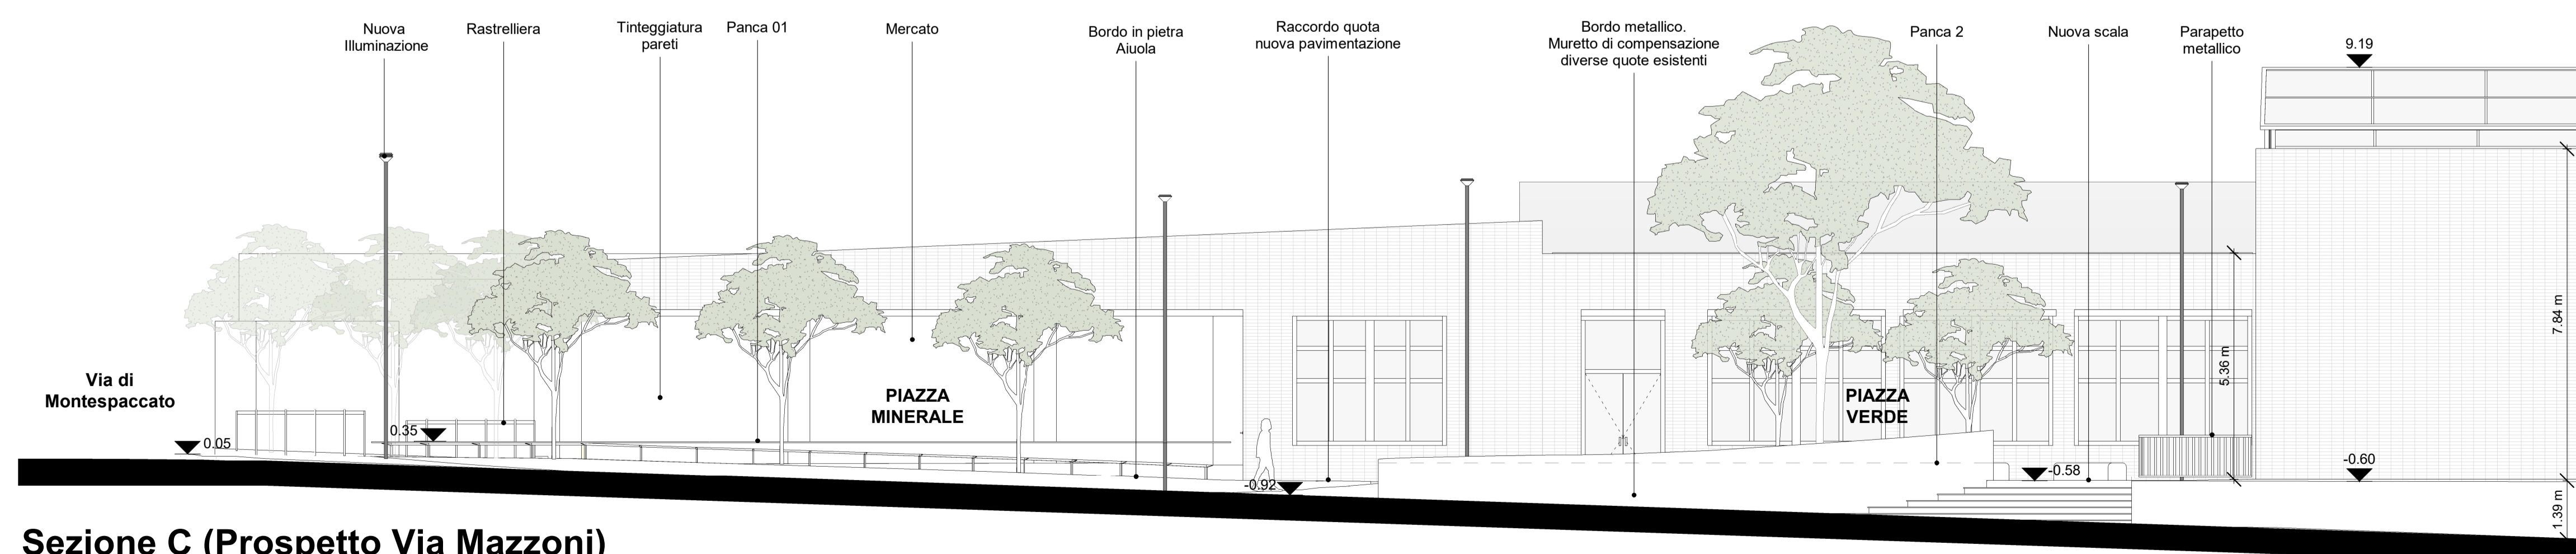 Nuova
Illuminazione
Rastrelliera
Tinteggiatura
pareti
Panca 01
Mercato
Bordo in pietra
Aiuola
Raccordo quota
nuova pavimentazione
Bordo metallico.
Muretto di compensazione
diverse quote esistenti
Panca 2
Nuova scala
Parapetto
metallico
9.19
7.84 m
5.36 m
Via di
Montespaccato
PIAZZA
MINERALE
PIAZZA
VERDE
0.05
0.35
-0.92
-0.58
-0.60
1.39 m
Sezione C (Prospetto Via Mazzoni)